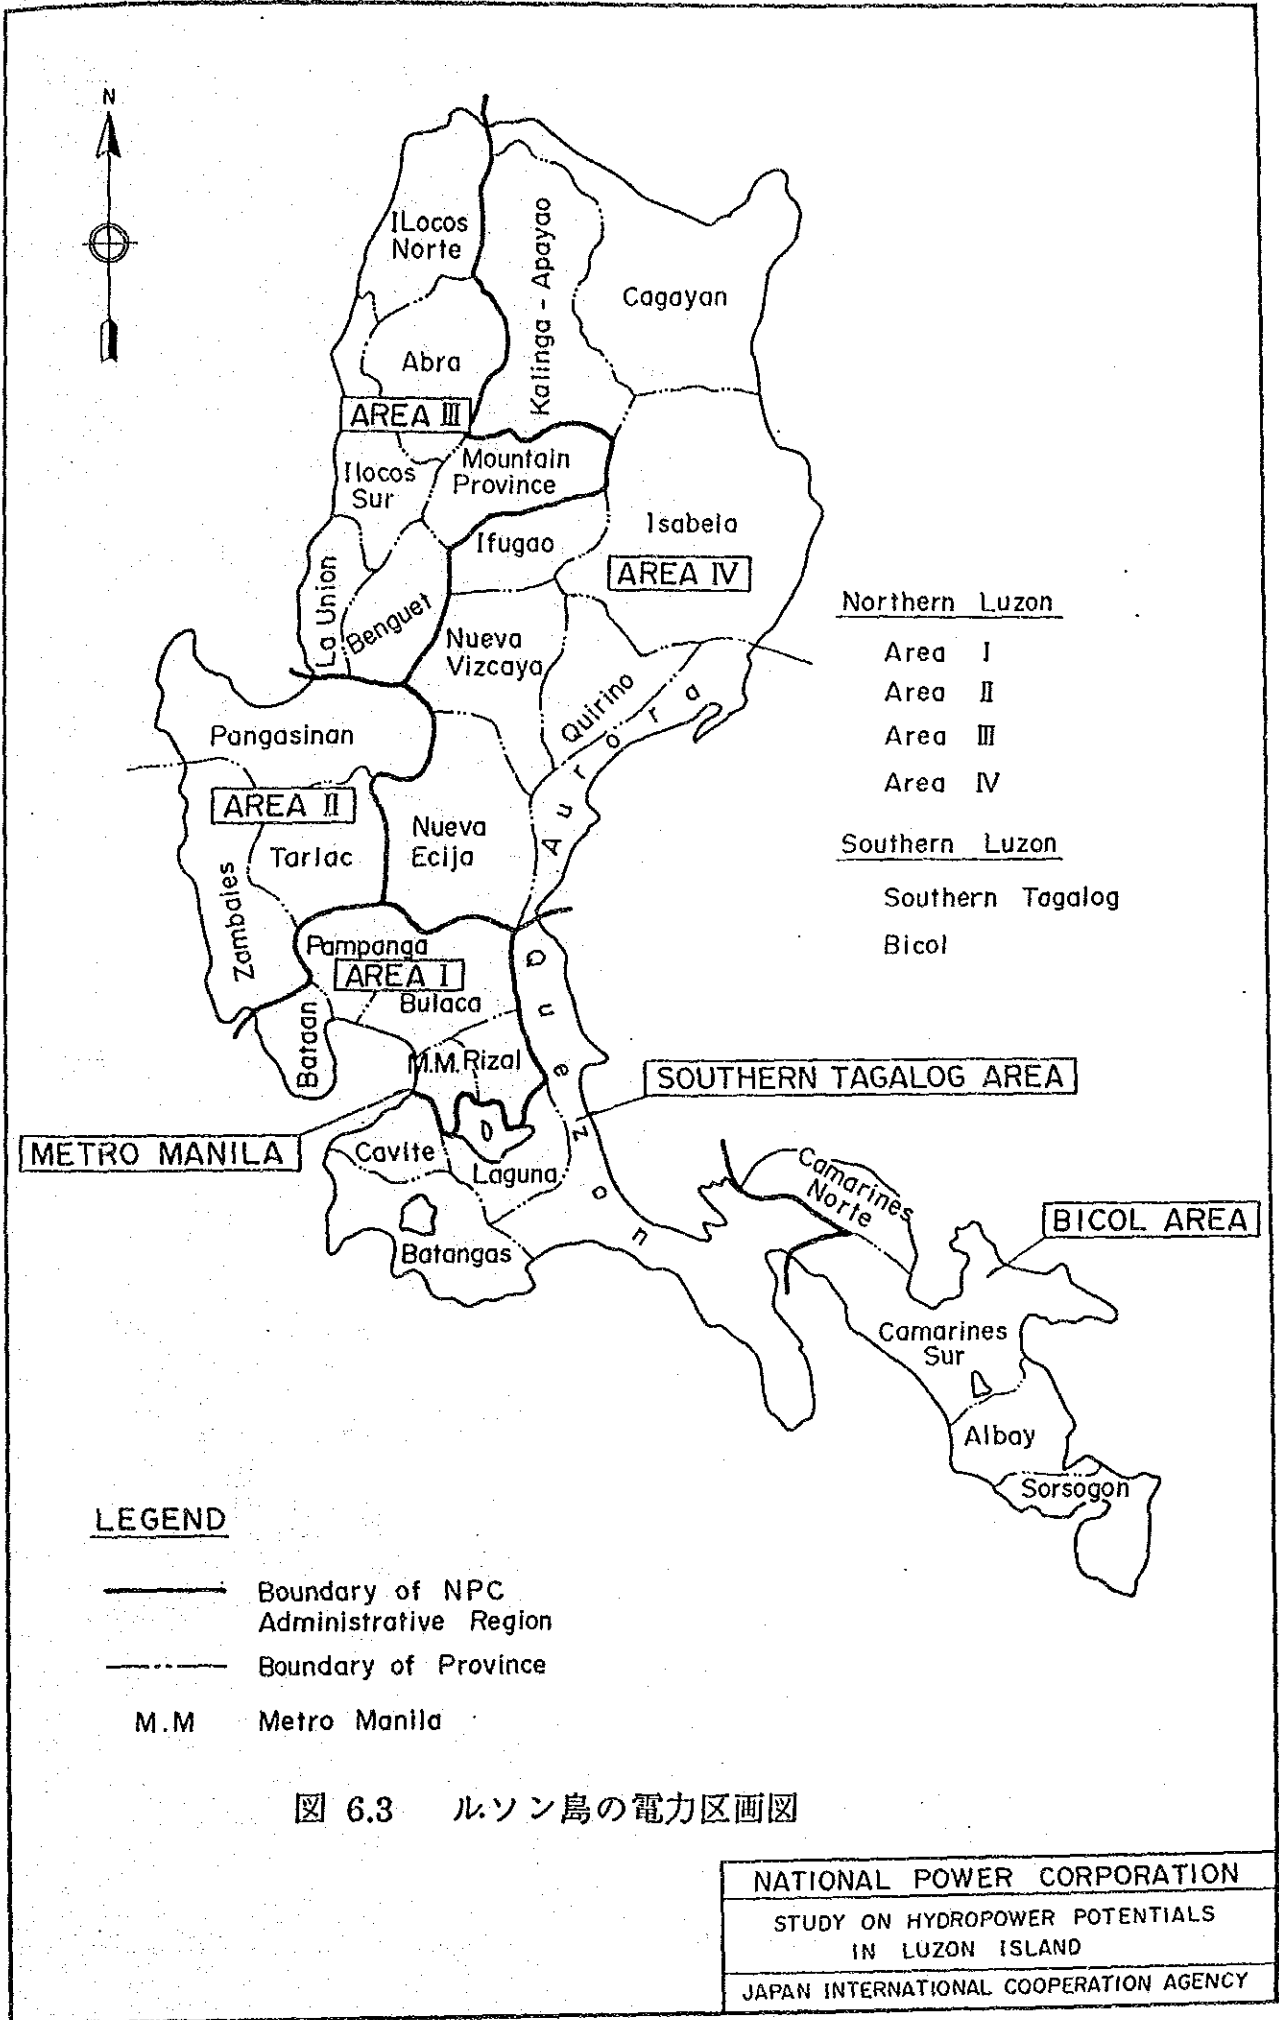 N
ILocos
Norte
Kalinga - Apayao
Cagayan
Abra
AREA III
Ilocos
Sur
Mountain
Province
Isabela
Ifugao
AREA IV
La Union
Benguet
Nueva
Vizcaya
Quirino
Aurora
Pangasinan
AREA II
Nueva
Ecija
Tarlac
Zambales
Pampanga
AREA I
Bulaca
Bataan
M.M.
Rizal
Quezon
SOUTHERN TAGALOG AREA
METRO MANILA
Cavite
Laguna
Batangas
Camarines
Norte
BICOL AREA
Camarines
Sur
Albay
Sorsogon
Northern Luzon
Area I
Area II
Area III
Area IV
Southern Luzon
Southern Tagalog
Bicol
LEGEND
Boundary of NPC
Administrative Region
Boundary of Province
M.M Metro Manila
図 6.3 ルソン島の電力区画図
NATIONAL POWER CORPORATION
STUDY ON HYDROPOWER POTENTIALS
IN LUZON ISLAND
JAPAN INTERNATIONAL COOPERATION AGENCY